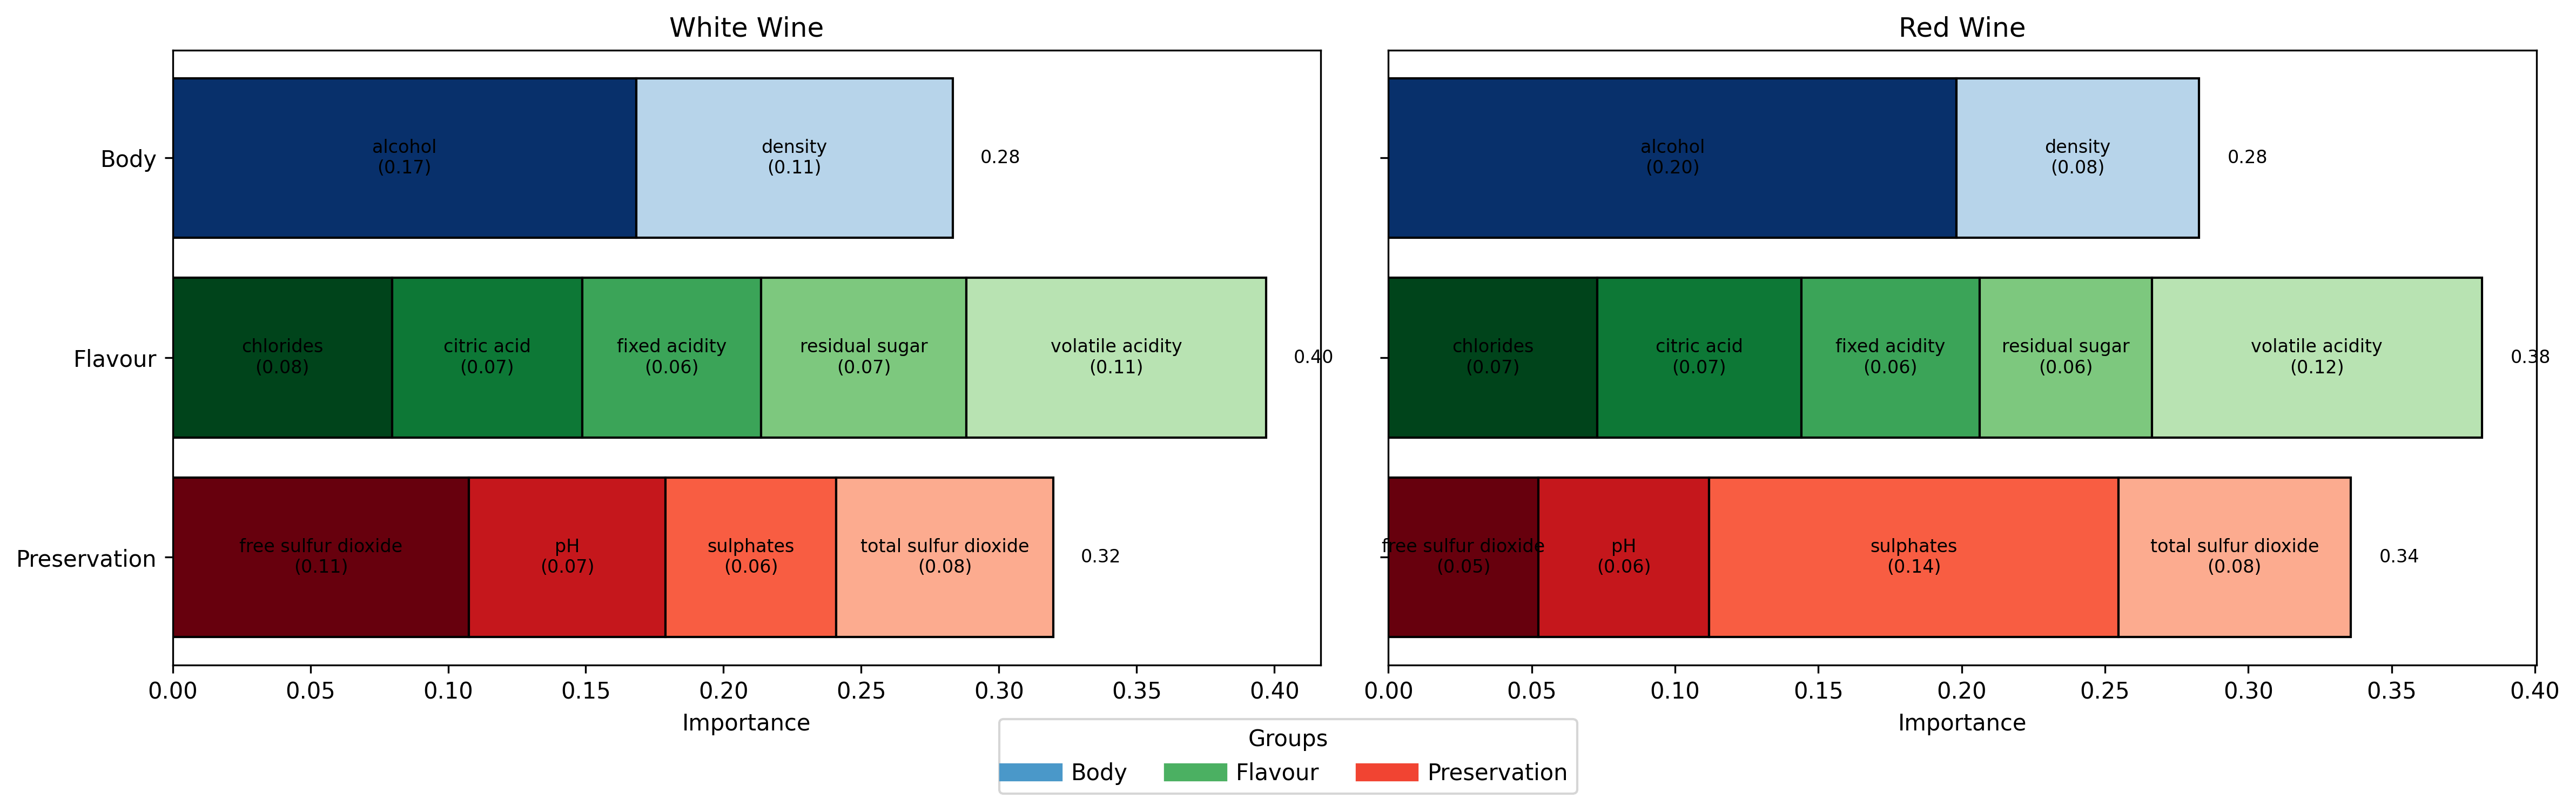 White Wine
Body
alcohol
(0.17)
density
(0.11)
0.28
Flavour
chlorides
(0.08)
citric acid
(0.07)
fixed acidity
(0.06)
residual sugar
(0.07)
volatile acidity
(0.11)
0.40
Preservation
free sulfur dioxide
(0.11)
pH
(0.07)
sulphates
(0.06)
total sulfur dioxide
(0.08)
0.32
0.00 0.05 0.10 0.15 0.20 0.25 0.30 0.35 0.40
Importance
Red Wine
alcohol
(0.20)
density
(0.08)
0.28
chlorides
(0.07)
citric acid
(0.07)
fixed acidity
(0.06)
residual sugar
(0.06)
volatile acidity
(0.12)
0.38
free sulfur dioxide
(0.05)
pH
(0.06)
sulphates
(0.14)
total sulfur dioxide
(0.08)
0.34
0.00 0.05 0.10 0.15 0.20 0.25 0.30 0.35 0.40
Importance
Groups
Body Flavour Preservation